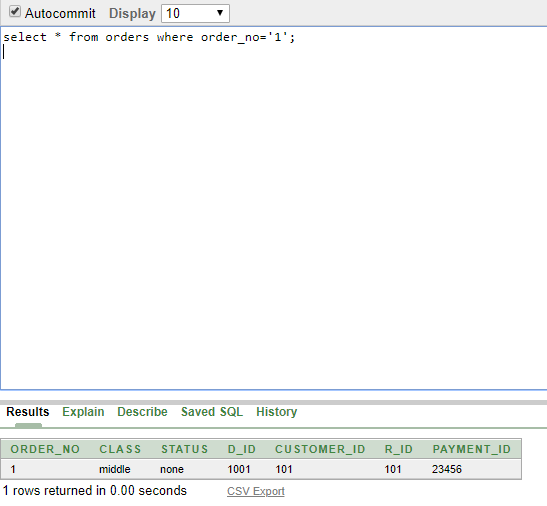 Autocommit Display 10
select * from orders where order_no='1';
Results Explain Describe Saved SQL History
ORDER_NO CLASS STATUS D_ID CUSTOMER_ID R_ID PAYMENT_ID
1 middle none 1001 101 101 23456
1 rows returned in 0.00 seconds CSV Export